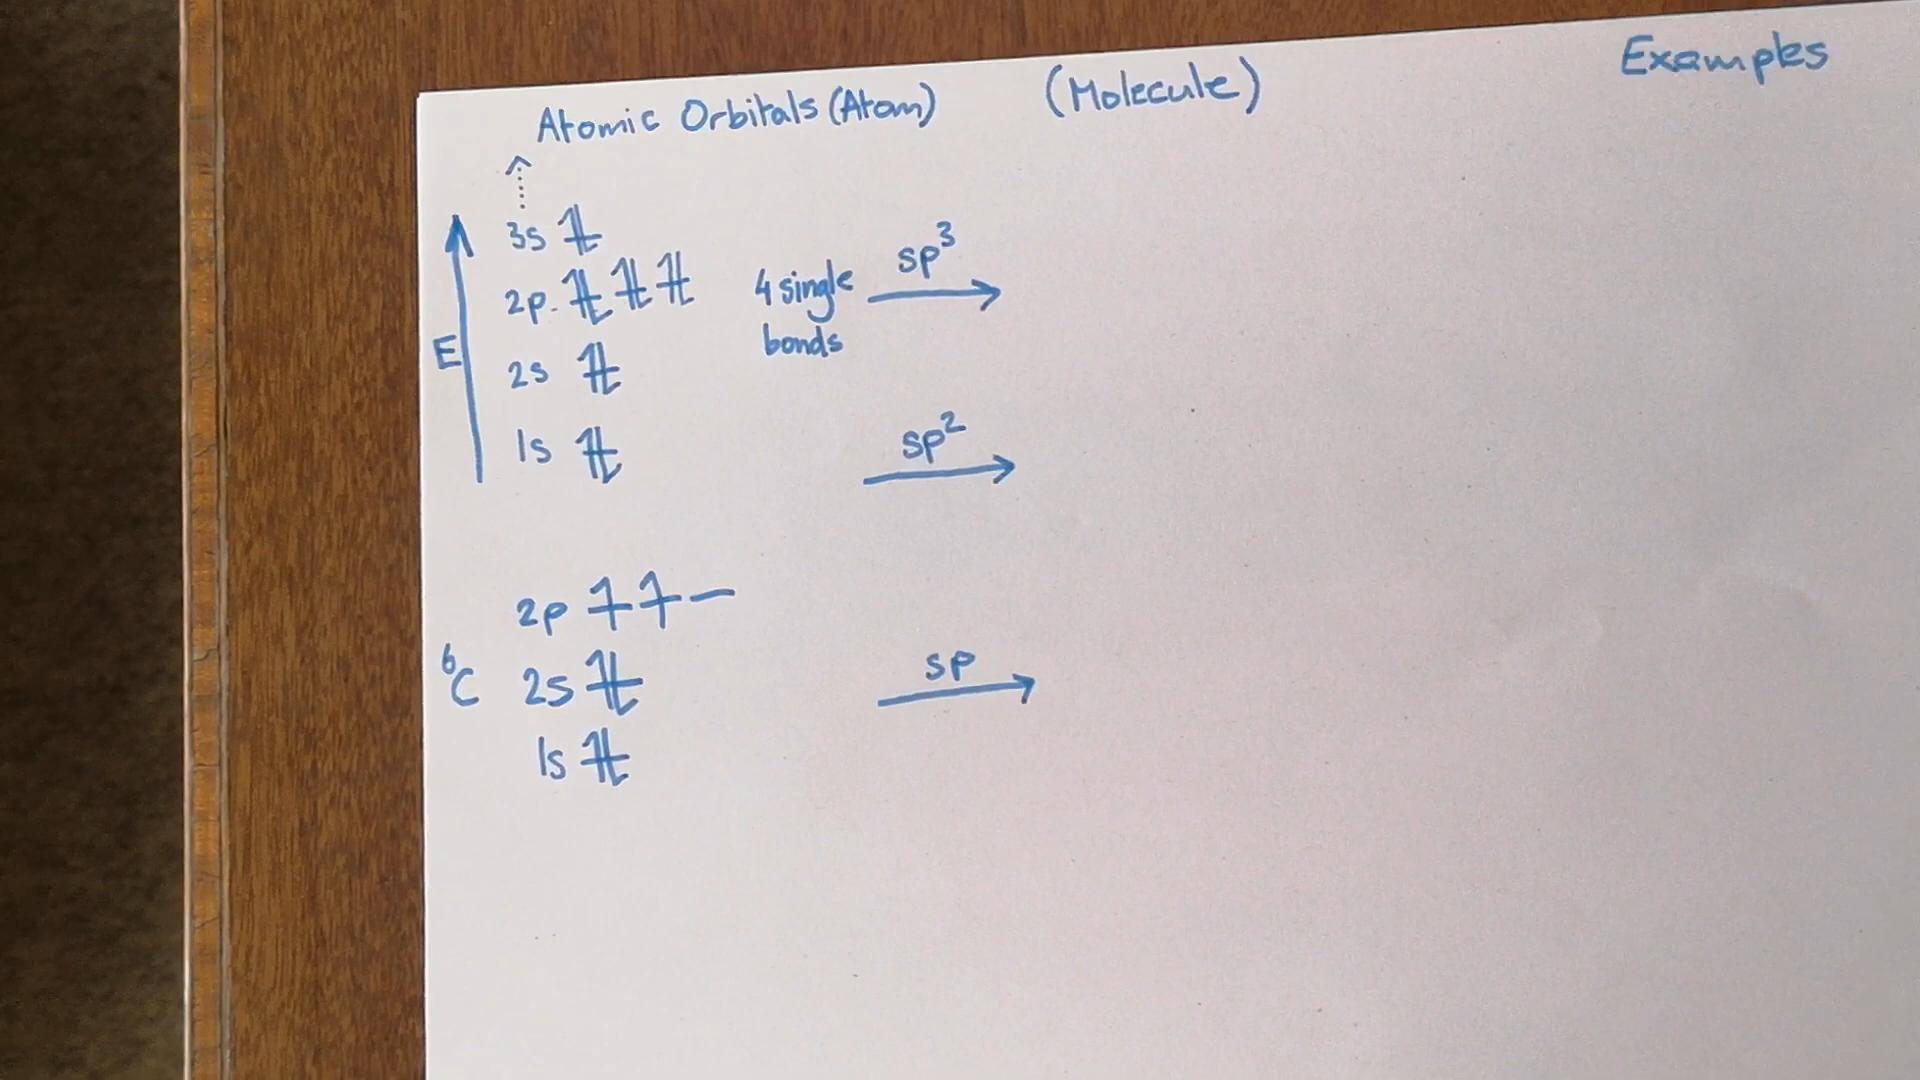 Atomic Orbitals (Atom) (Molecule) Examples
3s ⥮
2p ⥮ ⥮ ⥮
2s ⥮
1s ⥮
E
4 single
bonds
sp³
sp²
2p ↿ ↿ _
⁶C 2s ⥮
1s ⥮
sp